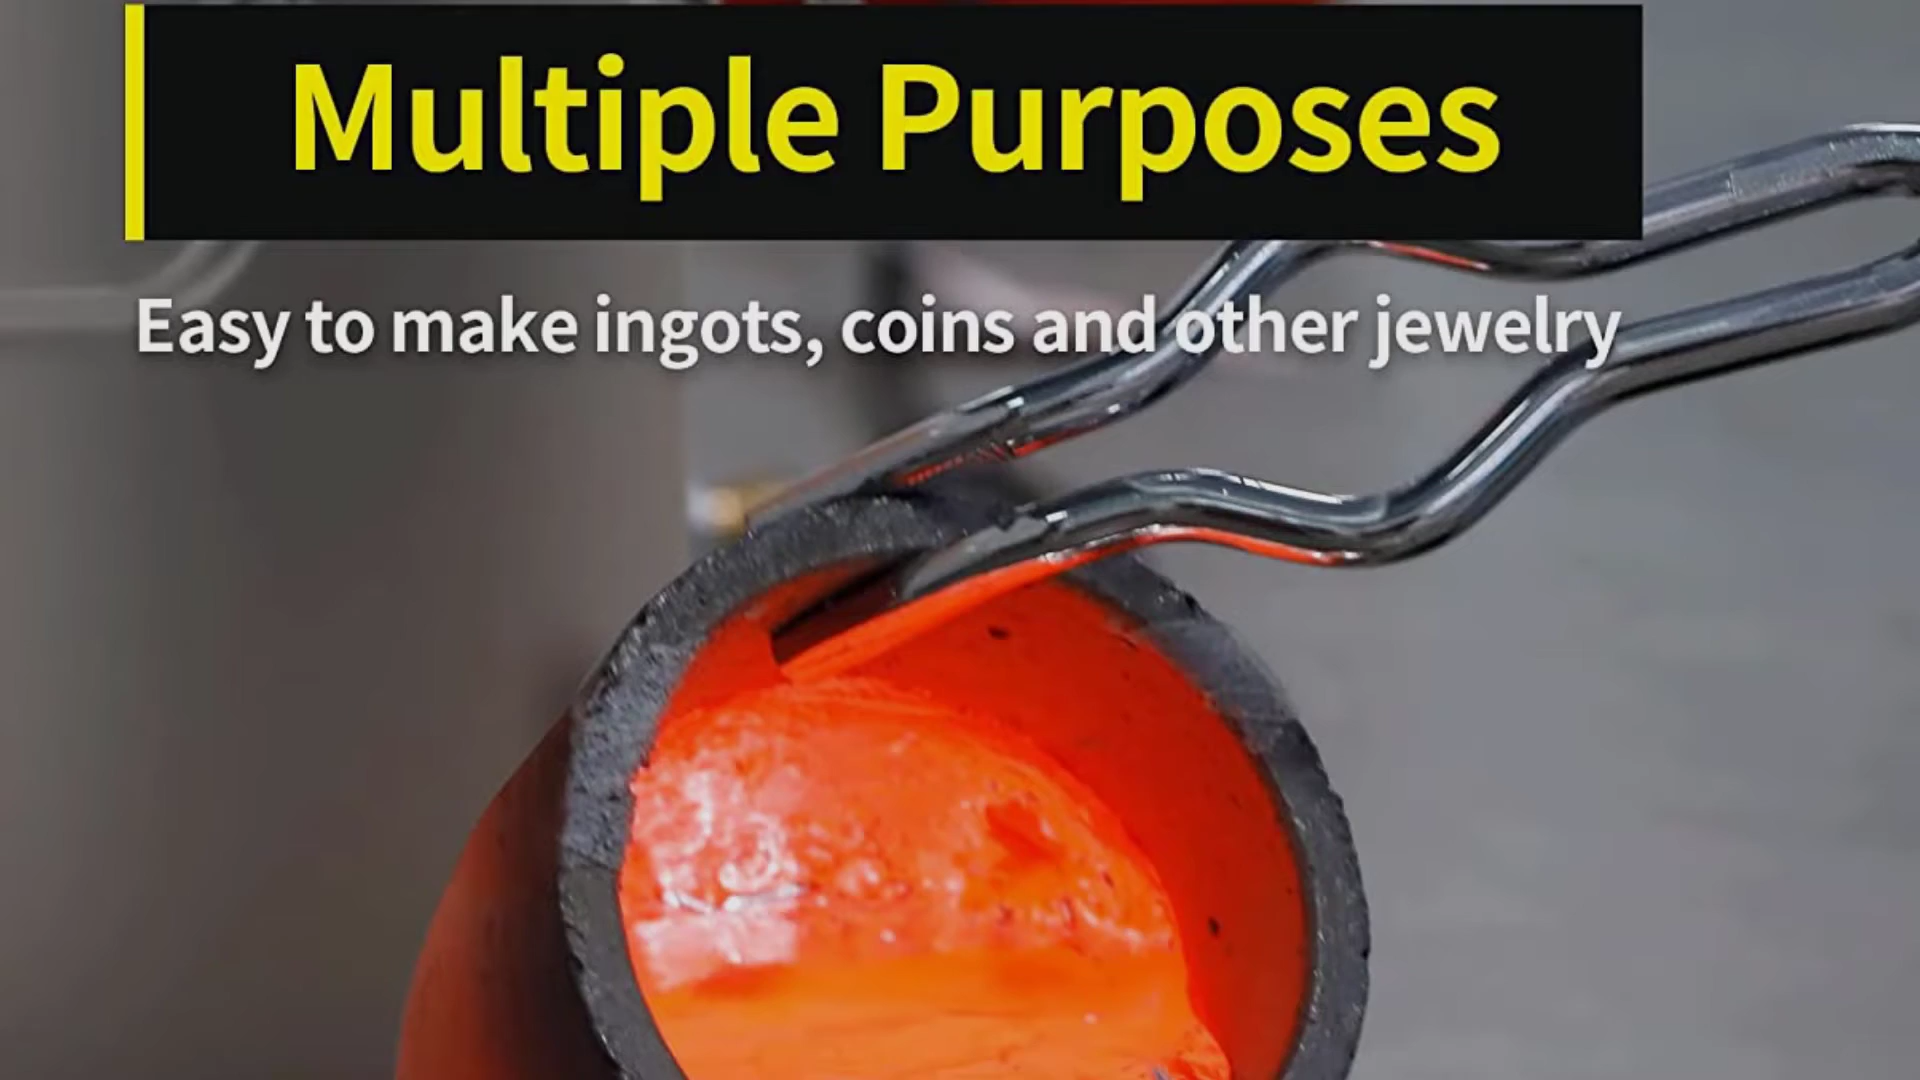 Multiple Purposes
Easy to make ingots, coins and other jewelry